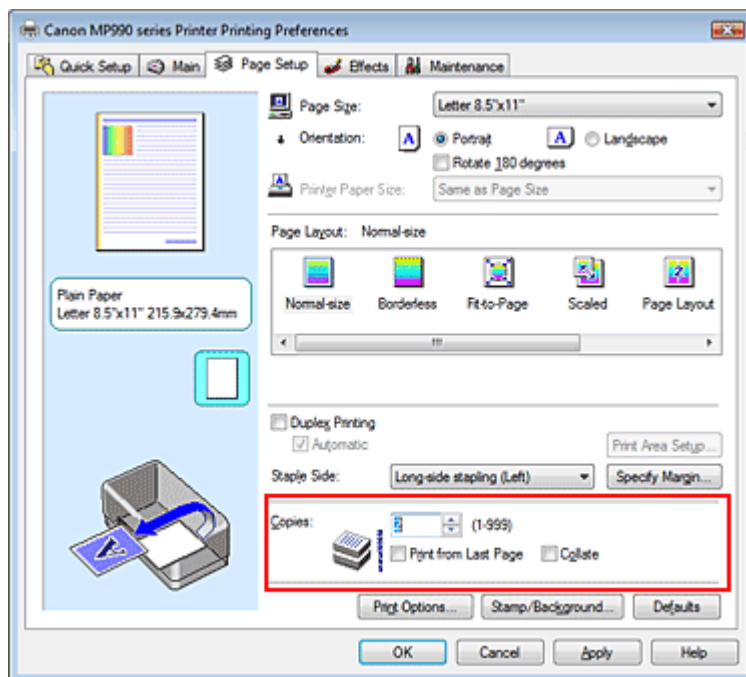 Canon MP990 series Printer Printing Preferences
Quick Setup Main Page Setup Effects Maintenance
Page Size: Letter 8.5"x11"
Orientation: A Portrait A Landscape
Rotate 180 degrees
Printer Paper Size: Same as Page Size
Page Layout: Normal-size
Normal-size Borderless Fit-to-Page Scaled Page Layout
Plain Paper
Letter 8.5"x11" 215.9x279.4mm
Duplex Printing
Automatic
Print Area Setup...
Staple Side: Long-side stapling (Left) Specify Margin...
Copies: 2 (1-999)
Print from Last Page Collate
Print Options... Stamp/Background... Defaults
OK Cancel Apply Help